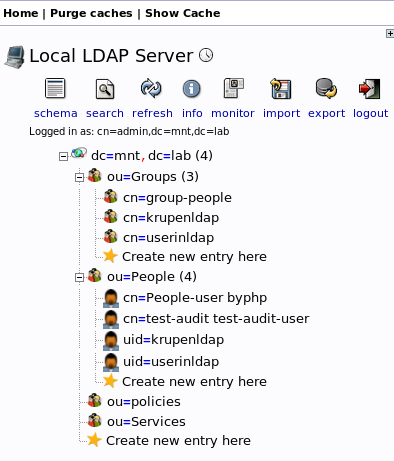 Home | Purge caches | Show Cache
Local LDAP Server
schema search refresh info monitor import export logout
Logged in as: cn=admin,dc=mnt,dc=lab
dc=mnt,dc=lab (4)
ou=Groups (3)
cn=group-people
cn=krupenldap
cn=userinldap
Create new entry here
ou=People (4)
cn=People-user byphp
cn=test-audit test-audit-user
uid=krupenldap
uid=userinldap
Create new entry here
ou=policies
ou=Services
Create new entry here